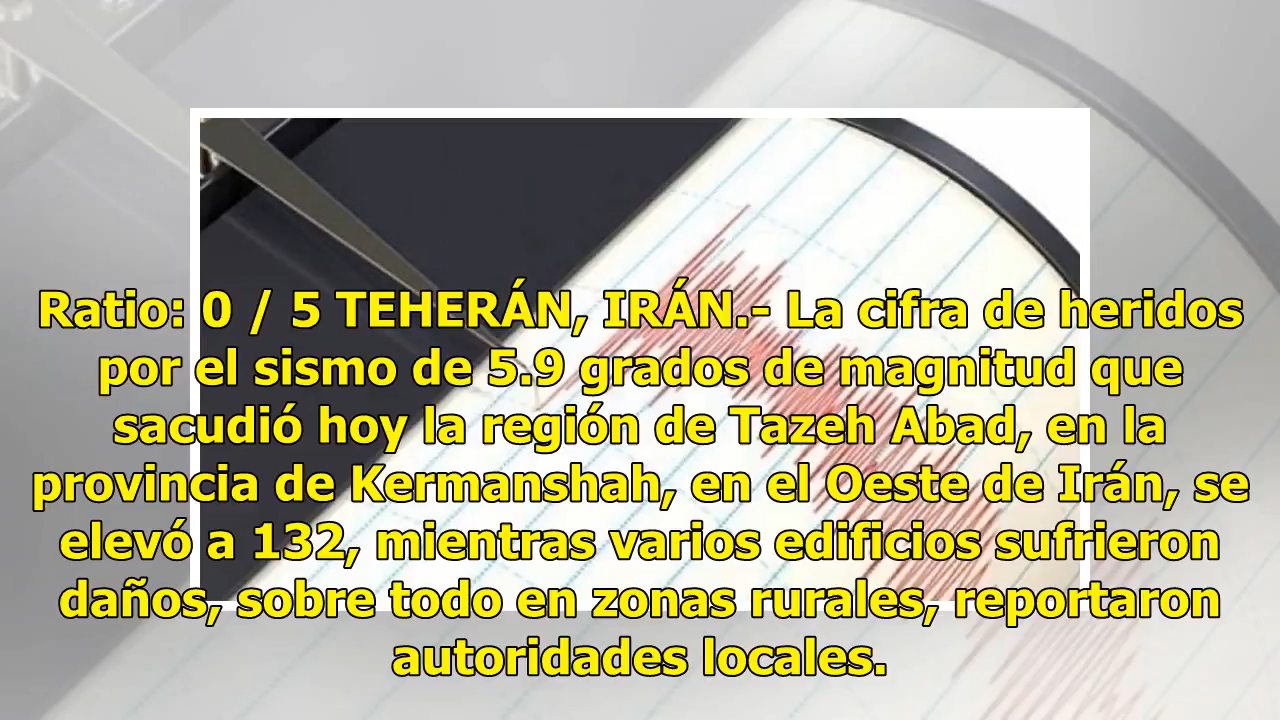 Ratio: 0 / 5 TEHERÁN, IRÁN.- La cifra de heridos
por el sismo de 5.9 grados de magnitud que
sacudió hoy la región de Tazeh Abad, en la
provincia de Kermanshah, en el Oeste de Irán, se
elevó a 132, mientras varios edificios sufrieron
daños, sobre todo en zonas rurales, reportaron
autoridades locales.